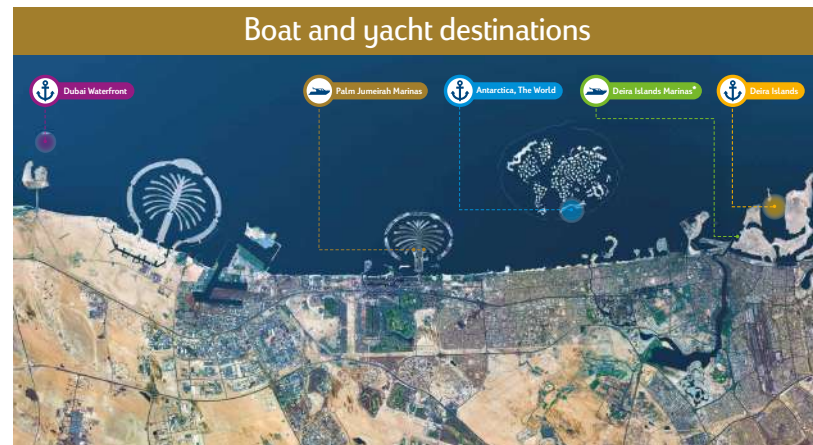 Boat and yacht destinations
Dubai Waterfront
Palm Jumeirah Marinas
Antarctica, The World
Deira Islands Marinas*
Deira Islands